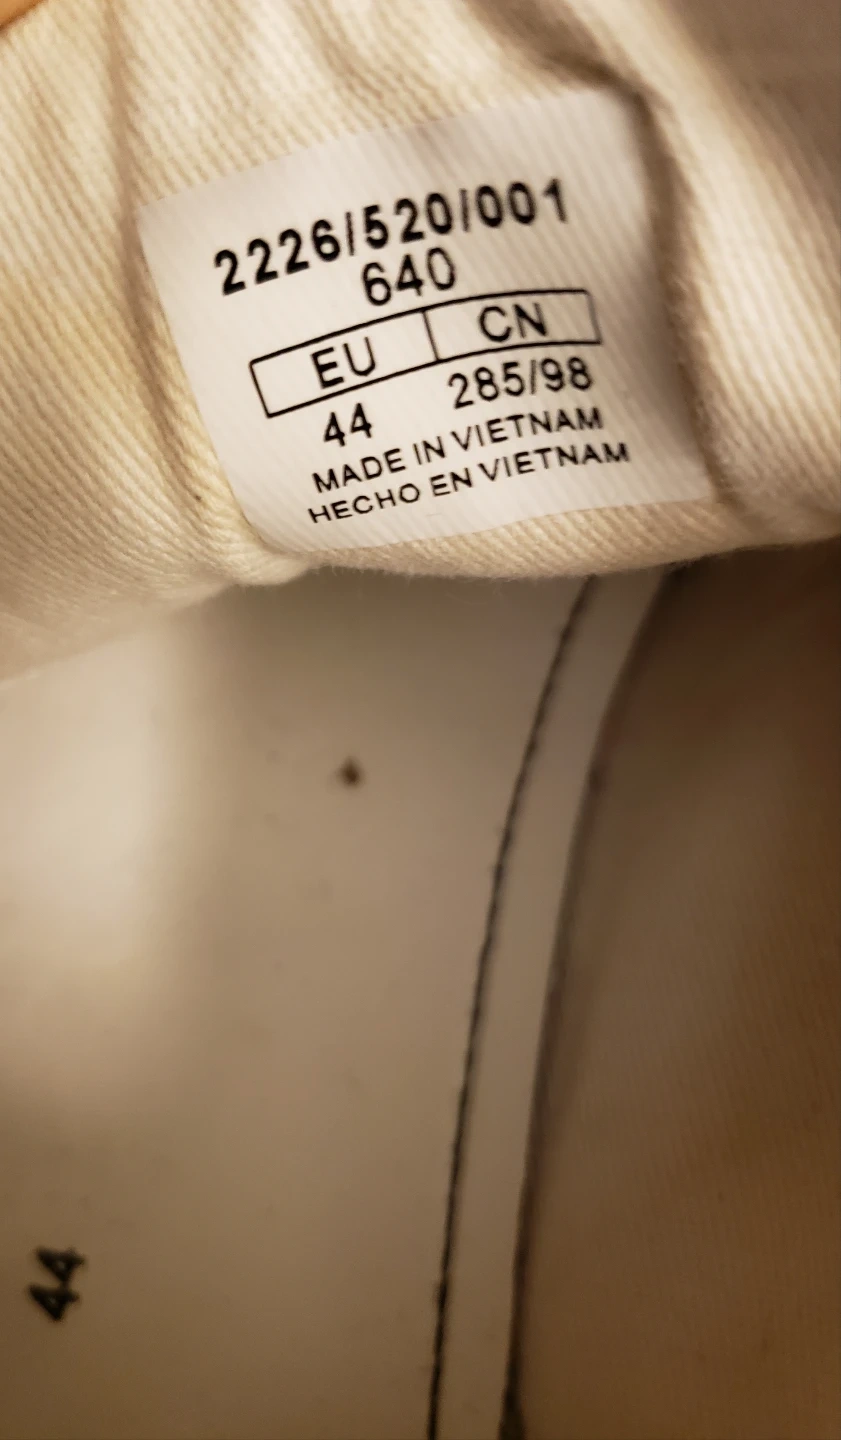 2226/520/001
640
EU CN
44 285/98
MADE IN VIETNAM
HECHO EN VIETNAM
44